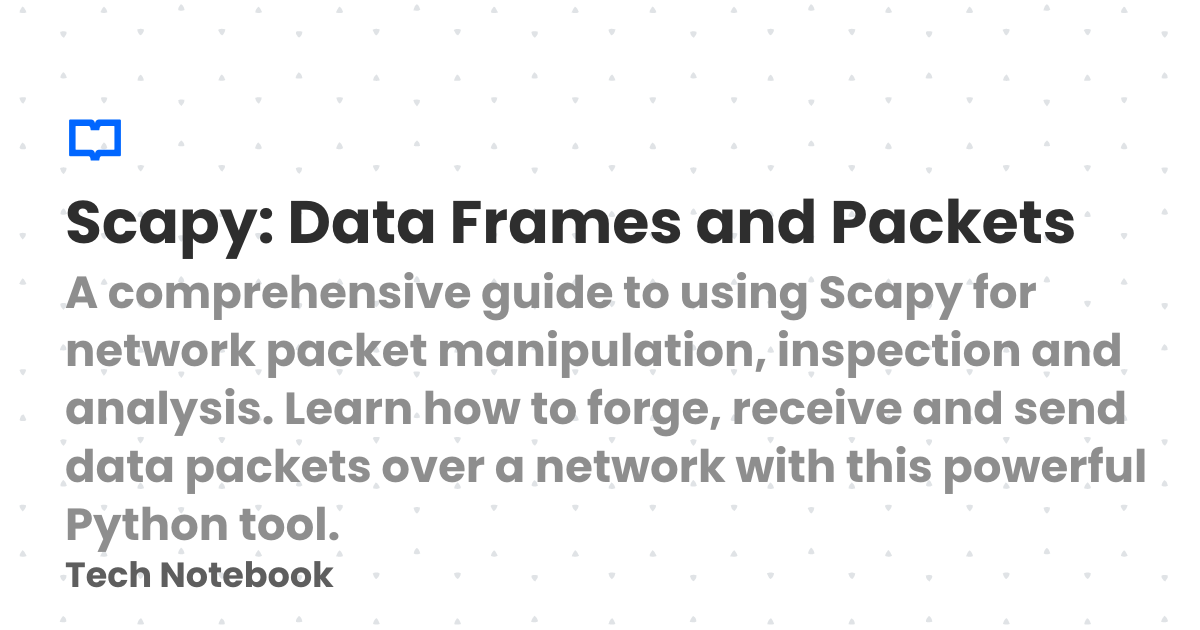 Scapy: Data Frames and Packets
A comprehensive guide to using Scapy for
network packet manipulation, inspection and
analysis. Learn how to forge, receive and send
data packets over a network with this powerful
Python tool.
Tech Notebook